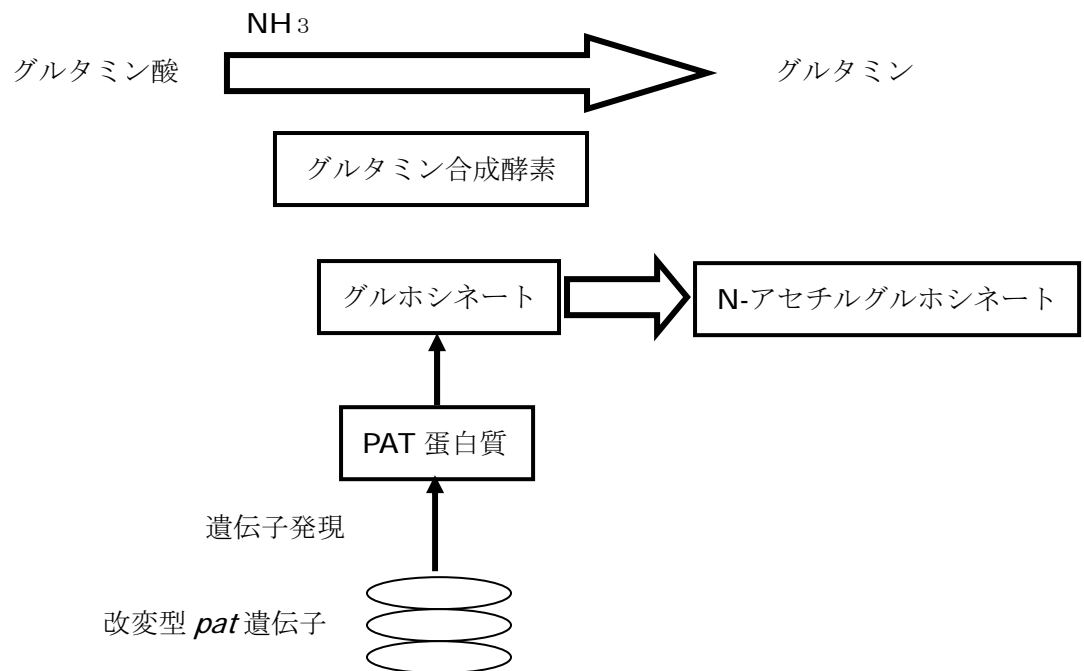 NH３
グルタミン酸
グルタミン
グルタミン合成酵素
グルホシネート
N-アセチルグルホシネート
PAT 蛋白質
遺伝子発現
改変型 pat 遺伝子